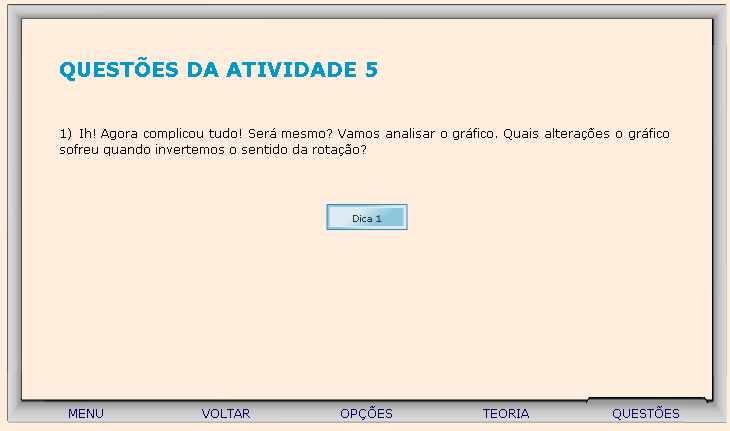 QUESTÕES DA ATIVIDADE 5
1) Ih! Agora complicou tudo! Será mesmo? Vamos analisar o gráfico. Quais alterações o gráfico
sofreu quando invertemos o sentido da rotação?
Dica 1
MENU VOLTAR OPÇÕES TEORIA QUESTÕES